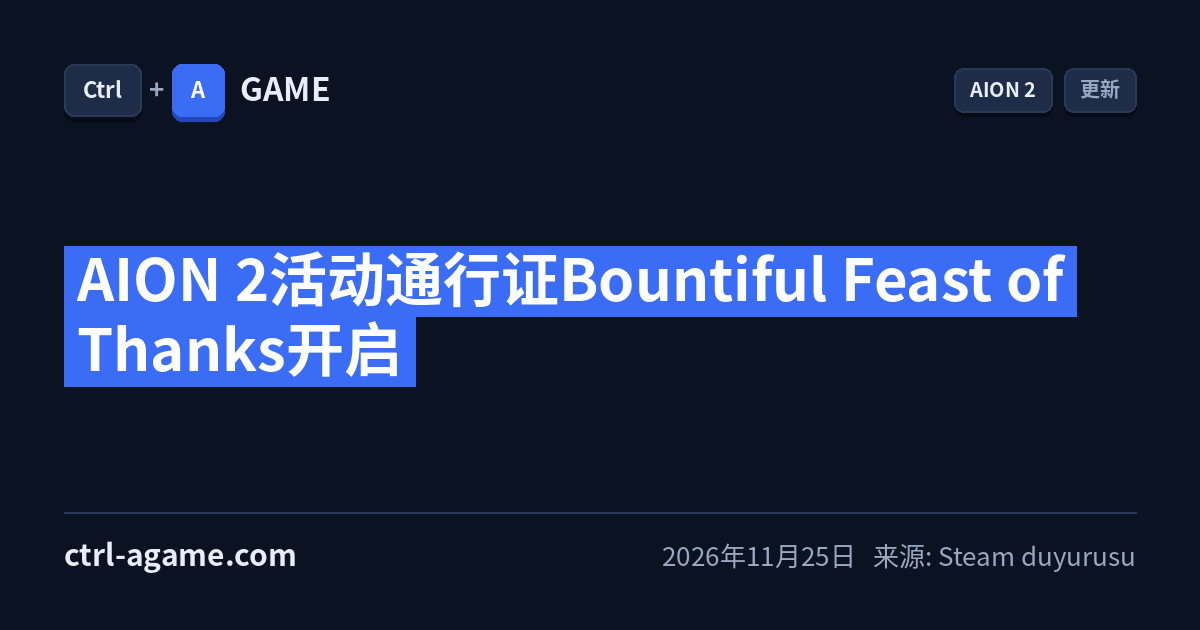 Ctrl + A GAME
AION 2 更新
AION 2活动通行证Bountiful Feast of
Thanks开启
ctrl-agame.com
2026年11月25日 来源: Steam duyurusu